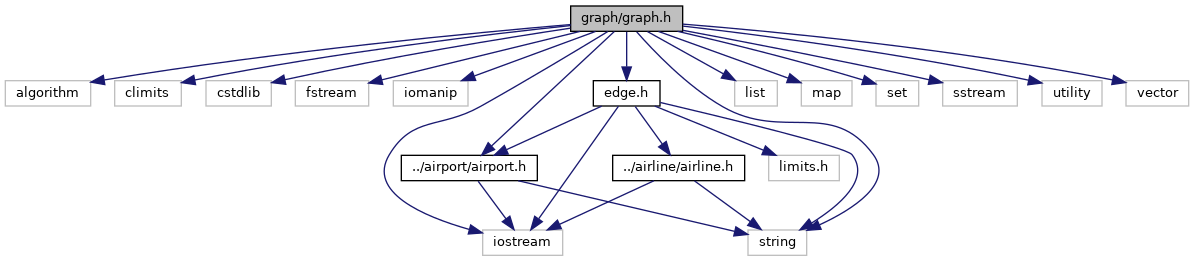 graph/graph.h
algorithm
climits
cstdlib
fstream
iomanip
edge.h
list
map
set
sstream
utility
vector
../airport/airport.h
../airline/airline.h
limits.h
iostream
string